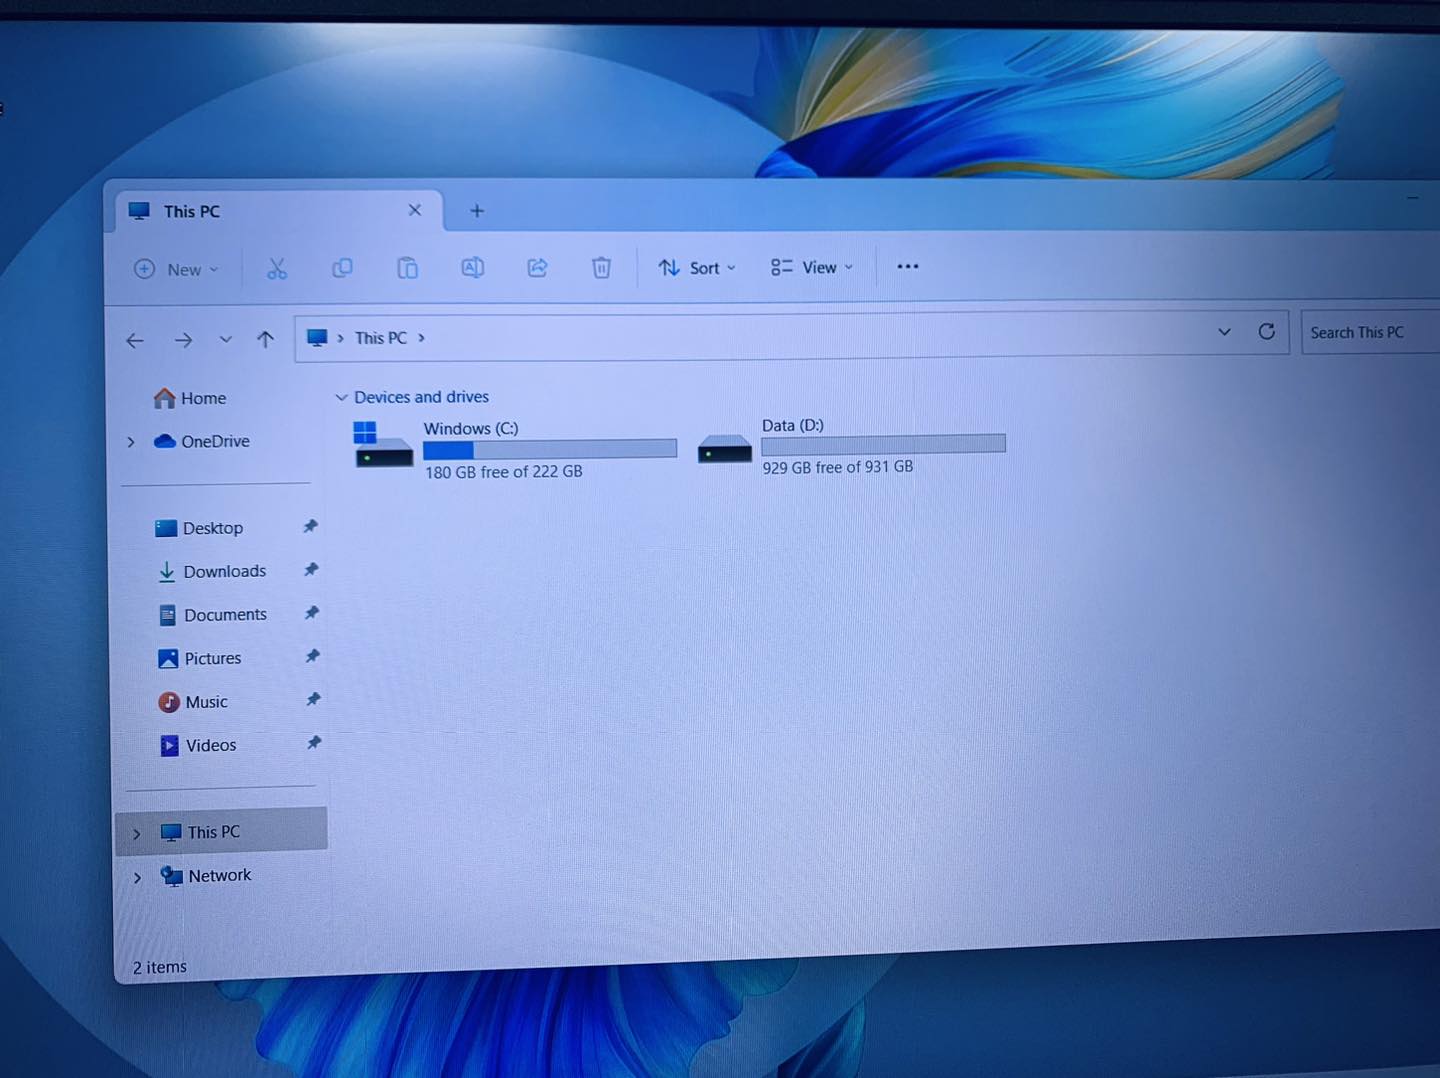 This PC
New
Sort
View
This PC
Search This PC
Home
OneDrive
Desktop
Downloads
Documents
Pictures
Music
Videos
This PC
Network
Devices and drives
Windows (C:)
180 GB free of 222 GB
Data (D:)
929 GB free of 931 GB
2 items